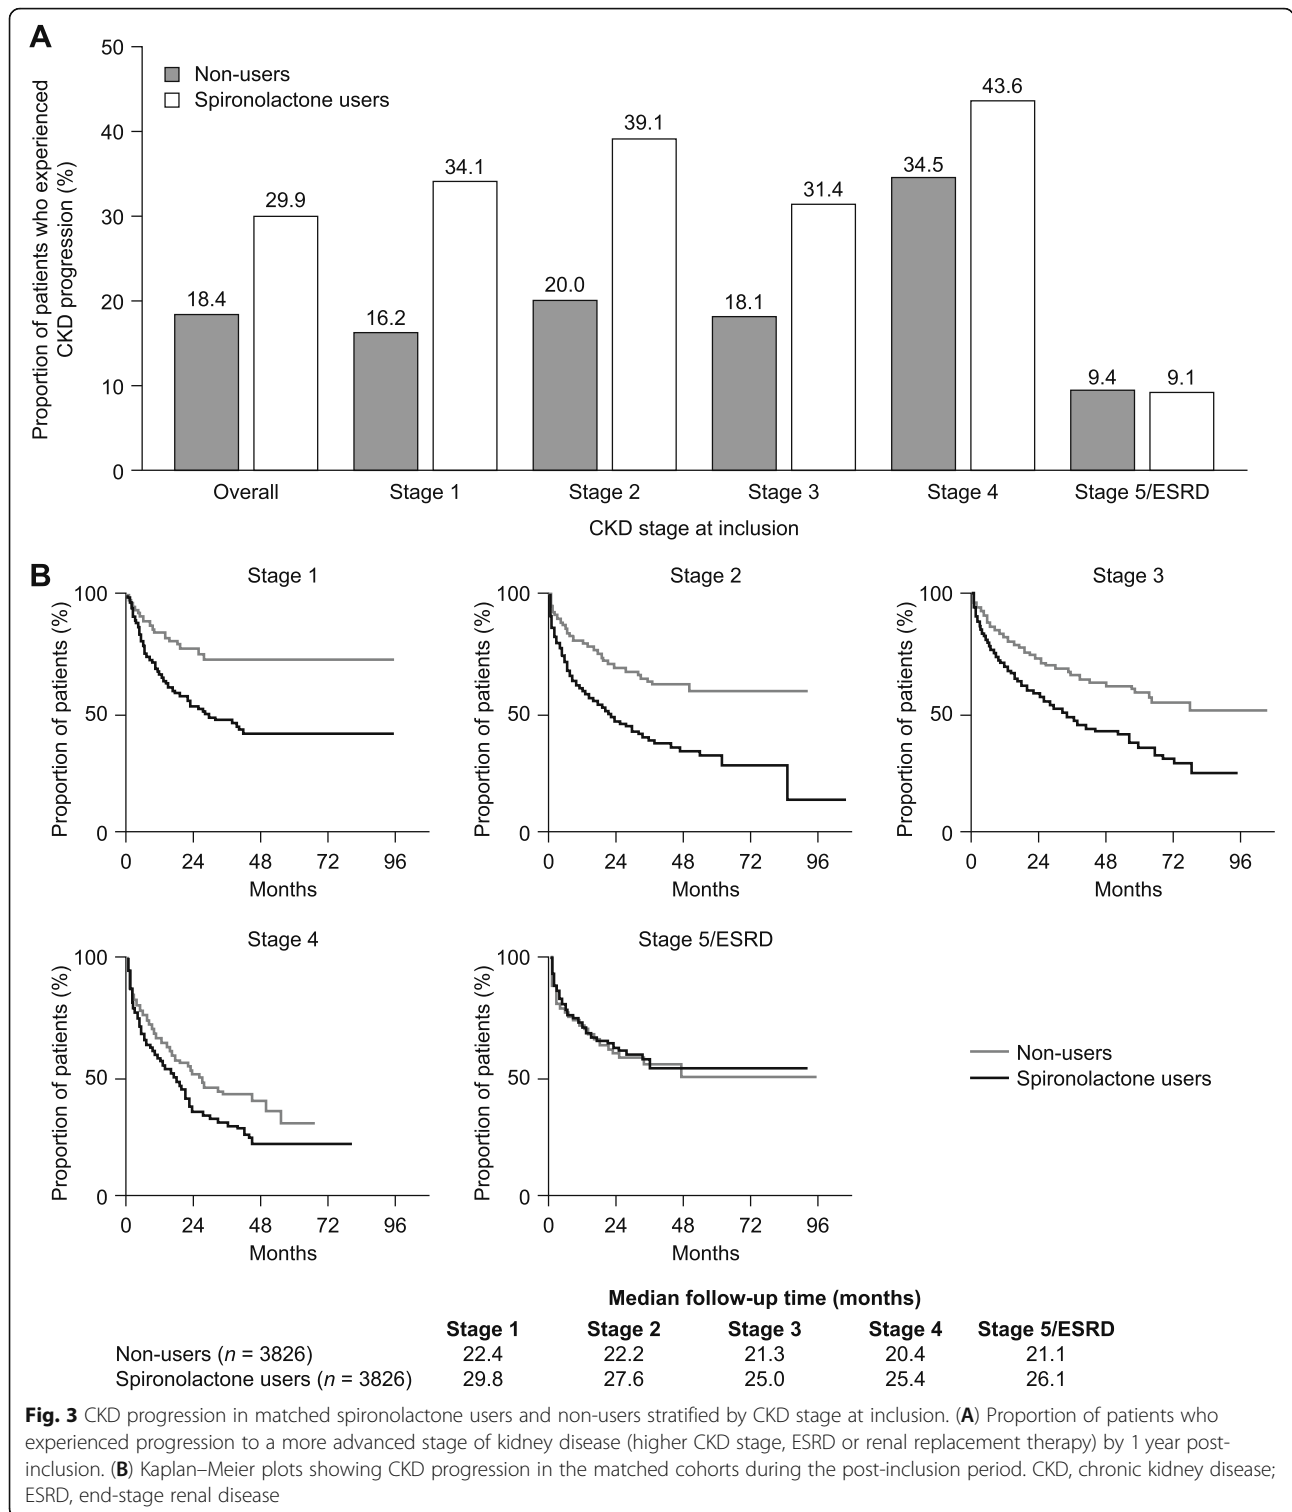 A
Proportion of patients who experienced
CKD progression (%)
50
40
30
20
10
0
Non-users
Spironolactone users
18.4
29.9
16.2
34.1
20.0
39.1
18.1
31.4
34.5
43.6
9.4
9.1
Overall
Stage 1
Stage 2
Stage 3
Stage 4
Stage 5/ESRD
CKD stage at inclusion
B
Stage 1
Proportion of patients (%)
100
50
0
0 24 48 72 96
Months
Stage 2
Proportion of patients (%)
100
50
0
0 24 48 72 96
Months
Stage 3
Proportion of patients (%)
100
50
0
0 24 48 72 96
Months
Stage 4
Proportion of patients (%)
100
50
0
0 24 48 72 96
Months
Stage 5/ESRD
Proportion of patients (%)
100
50
0
0 24 48 72 96
Months
Non-users
Spironolactone users
Median follow-up time (months)
Stage 1 Stage 2 Stage 3 Stage 4 Stage 5/ESRD
Non-users (n = 3826) 22.4 22.2 21.3 20.4 21.1
Spironolactone users (n = 3826) 29.8 27.6 25.0 25.4 26.1
Fig. 3 CKD progression in matched spironolactone users and non-users stratified by CKD stage at inclusion. (A) Proportion of patients who
experienced progression to a more advanced stage of kidney disease (higher CKD stage, ESRD or renal replacement therapy) by 1 year post-
inclusion. (B) Kaplan–Meier plots showing CKD progression in the matched cohorts during the post-inclusion period. CKD, chronic kidney disease;
ESRD, end-stage renal disease